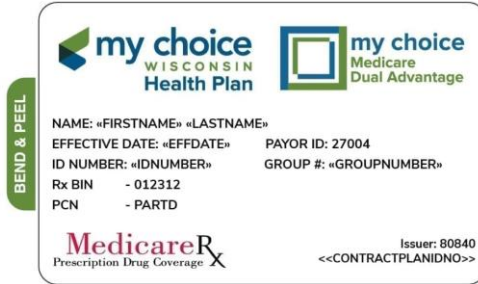 my choice
WISCONSIN
Health Plan
my choice
Medicare
Dual Advantage
BEND & PEEL
NAME: «FIRSTNAME» «LASTNAME»
EFFECTIVE DATE: «EFFDATE» PAYOR ID: 27004
ID NUMBER: «IDNUMBER» GROUP #: «GROUPNUMBER»
Rx BIN - 012312
PCN - PARTD
MedicareRx
Prescription Drug Coverage
Issuer: 80840
<<CONTRACTPLANIDNO>>